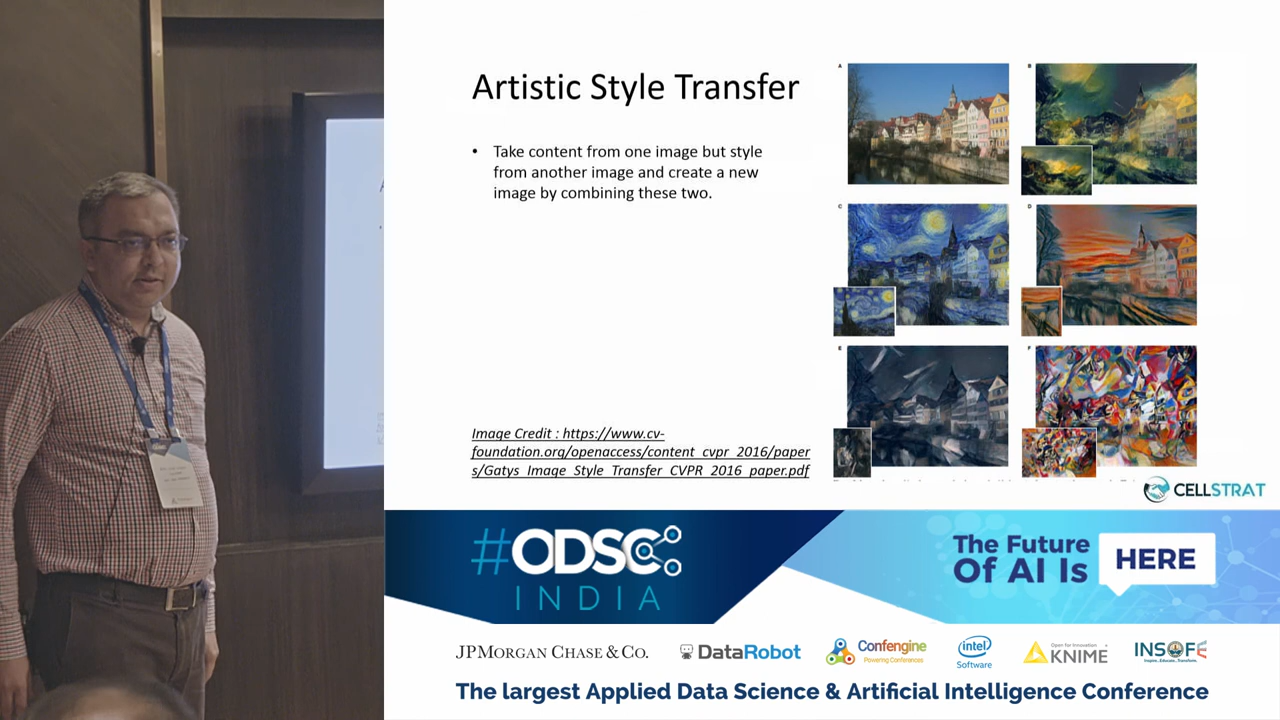 Artistic Style Transfer
• Take content from one image but style
from another image and create a new
image by combining these two.
A
B
C
D
E
F
Image Credit : https://www.cv-
foundation.org/openaccess/content_cvpr_2016/paper
s/Gatys_Image_Style_Transfer_CVPR_2016_paper.pdf
CELLSTRAT
#ODSC
INDIA
The Future
Of AI Is
HERE
JPMORGAN CHASE & CO.
DataRobot
Confengine
Powering Conferences
intel
Software
Open for Innovation
KNIME
INSOFE
Inspire...Educate...Transform.
The largest Applied Data Science & Artificial Intelligence Conference